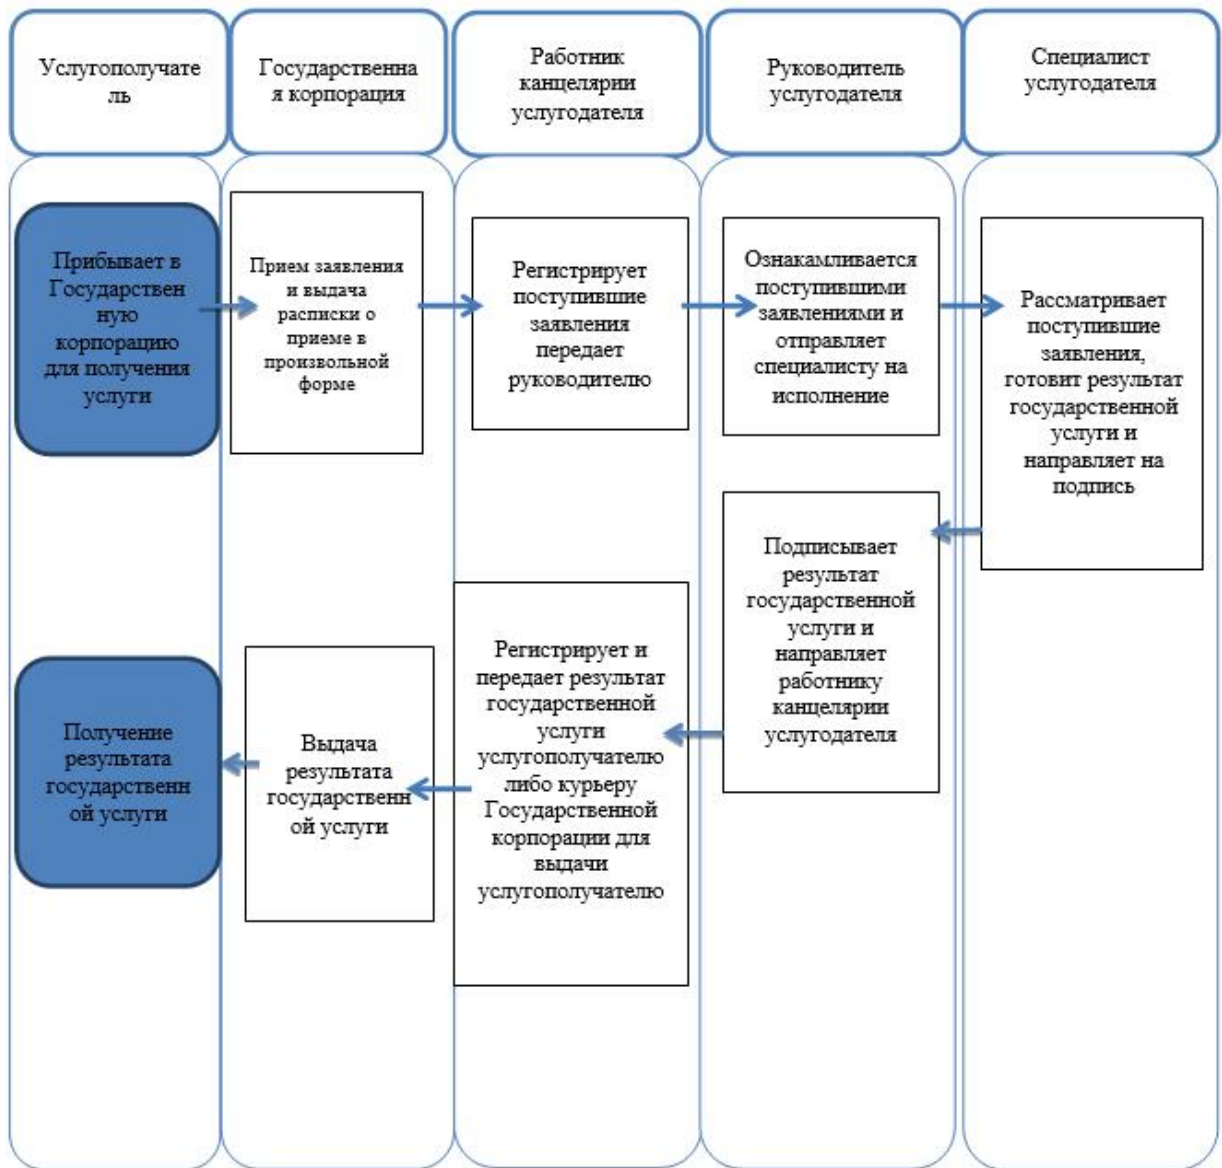 Услугополучате
ль
Государственна
я корпорация
Работник
канцелярии
услугодателя
Руководитель
услугодателя
Специалист
услугодателя
Прибывает в
Государствен
ную
корпорацию
для получения
услуги
Прием заявления
и выдача
расписки о
приеме в
произвольной
форме
Регистрирует
поступившие
заявления
передает
руководителю
Ознакамливается
поступившими
заявлениями и
отправляет
специалисту на
исполнение
Рассматривает
поступившие
заявления,
готовит результат
государственной
услуги и
направляет на
подпись
Подписывает
результат
государственной
услуги и
направляет
работнику
канцелярии
услугодателя
Регистрирует и
передает результат
государственной
услуги
услугополучателю
либо курьеру
Государственной
корпорации для
выдачи
услугополучателю
Выдача
результата
государственн
ой услуги
Получение
результата
государственн
ой услуги